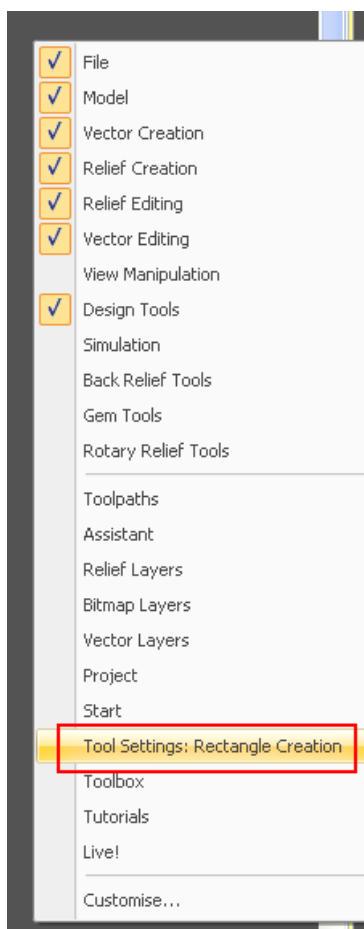 File
Model
Vector Creation
Relief Creation
Relief Editing
Vector Editing
View Manipulation
Design Tools
Simulation
Back Relief Tools
Gem Tools
Rotary Relief Tools
Toolpaths
Assistant
Relief Layers
Bitmap Layers
Vector Layers
Project
Start
Tool Settings: Rectangle Creation
Toolbox
Tutorials
Live!
Customise...